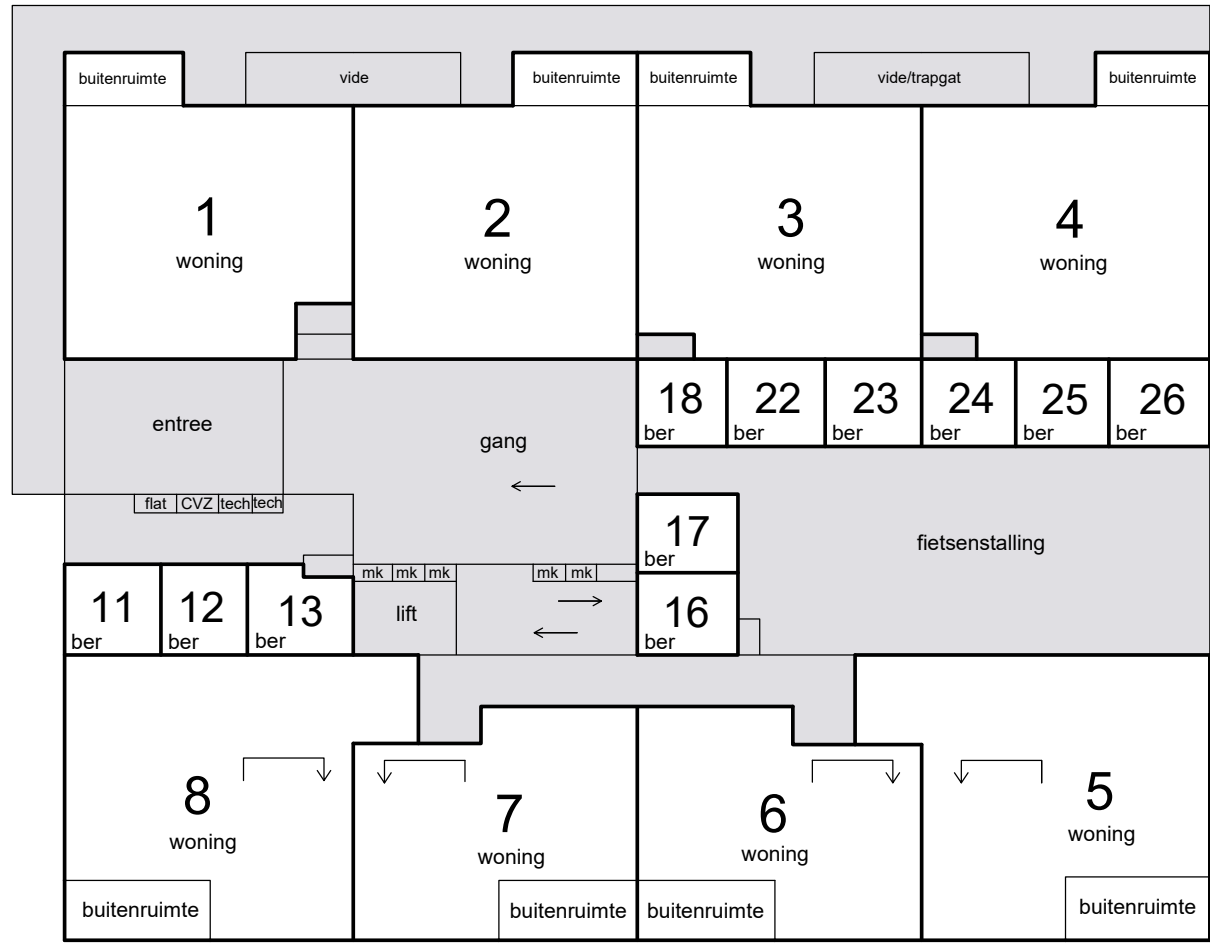 buitenruimte
vide
buitenruimte
buitenruimte
vide/trapgat
buitenruimte
1
woning
2
woning
3
woning
4
woning
entree
gang
18
ber
22
ber
23
ber
24
ber
25
ber
26
ber
flat
CVZ
tech
tech
17
ber
fietsenstalling
11
ber
12
ber
13
ber
mk
mk
mk
mk
mk
lift
16
ber
8
woning
7
woning
6
woning
5
woning
buitenruimte
buitenruimte
buitenruimte
buitenruimte